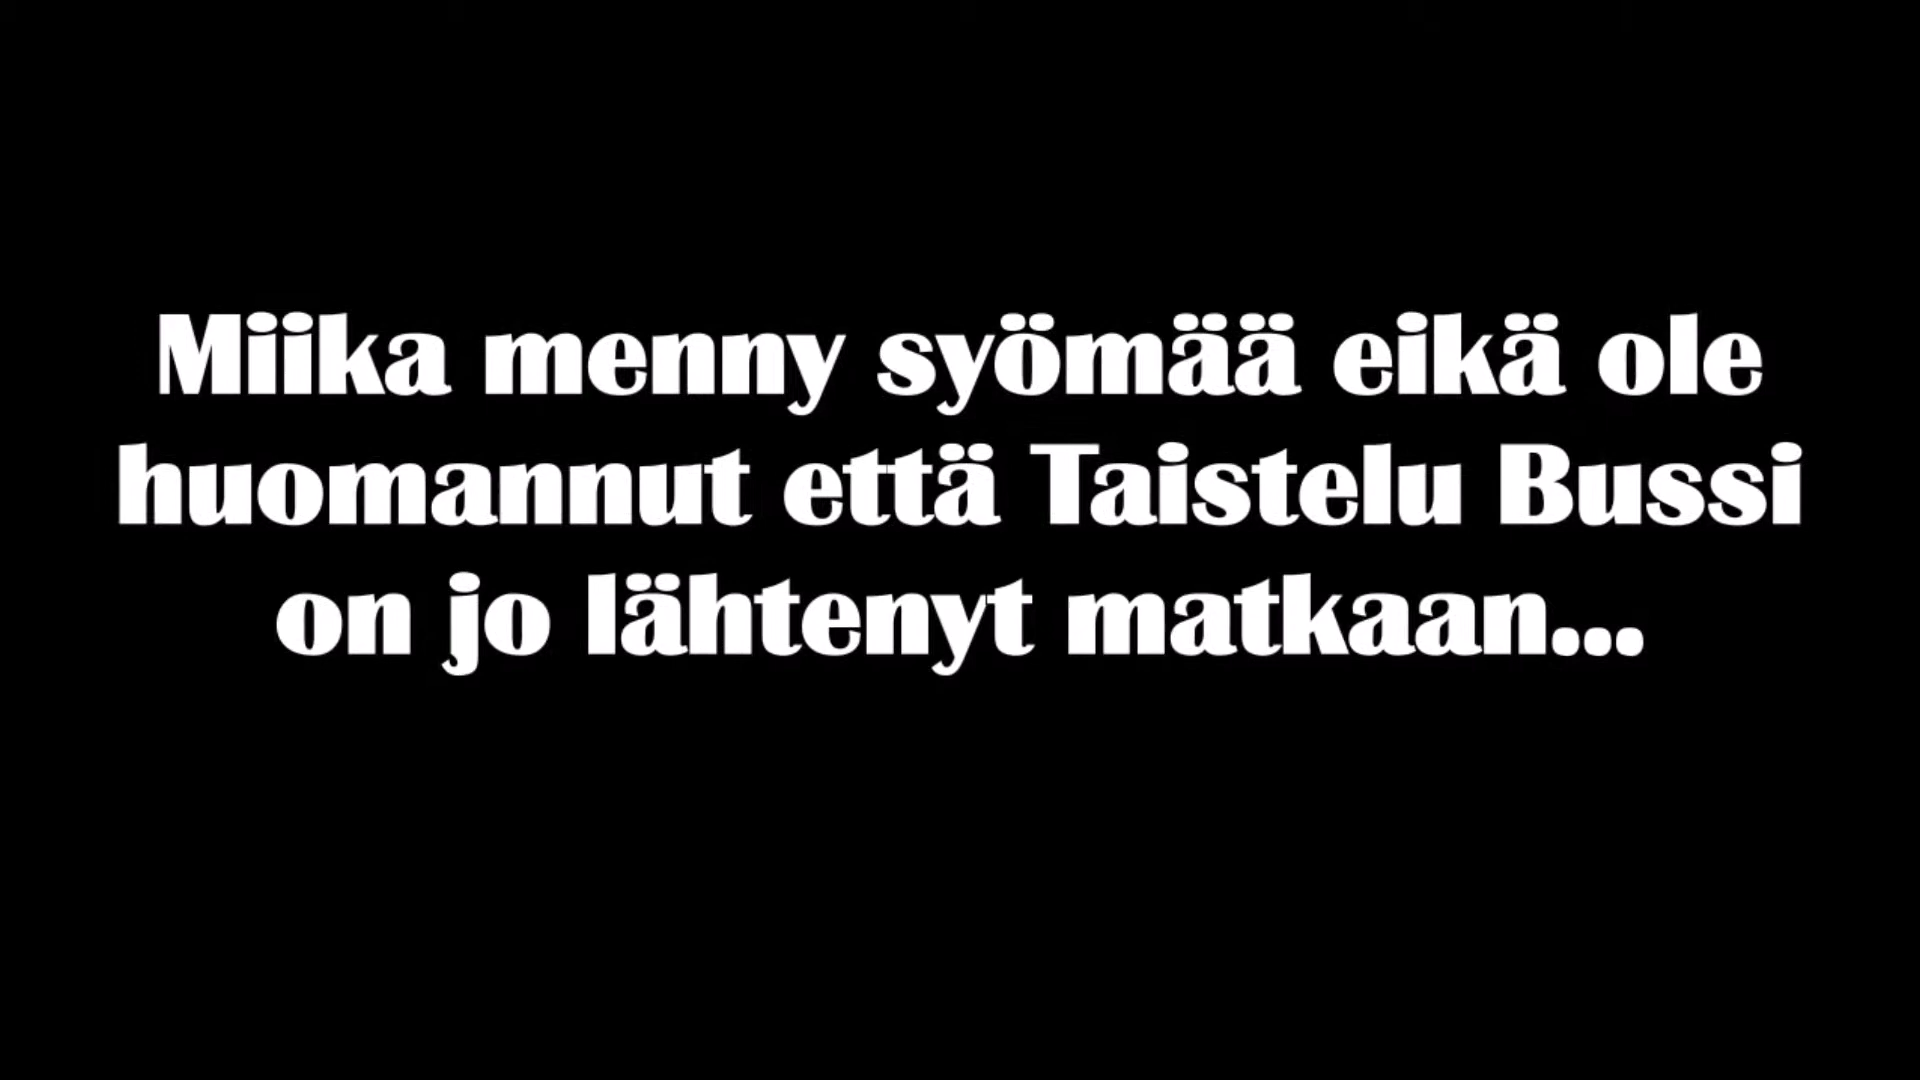 Miika menny syömää eikä ole
huomannut että Taistelu Bussi
on jo lähtenyt matkaan...